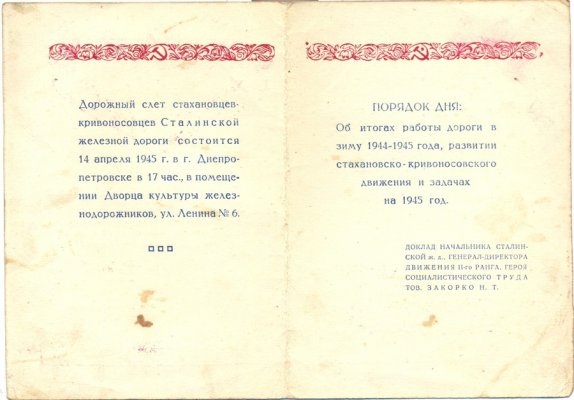 Дорожный слет стахановцев-
кривоносовцев Сталинской
железной дороги состоится
14 апреля 1945 г. в г. Днепро-
петровске в 17 час., в помеще-
нии Дворца культуры желез-
нодорожников, ул. Ленина № 6.
ПОРЯДОК ДНЯ:
Об итогах работы дороги в
зиму 1944-1945 года, развитии
стахановско-кривоносовского
движения и задачах
на 1945 год.
ДОКЛАД НАЧАЛЬНИКА СТАЛИН-
СКОЙ ж. д., ГЕНЕРАЛ-ДИРЕКТОРА
ДВИЖЕНИЯ II-го РАНГА, ГЕРОЯ
СОЦИАЛИСТИЧЕСКОГО ТРУДА
ТОВ. ЗАКОРКО Н. Т.